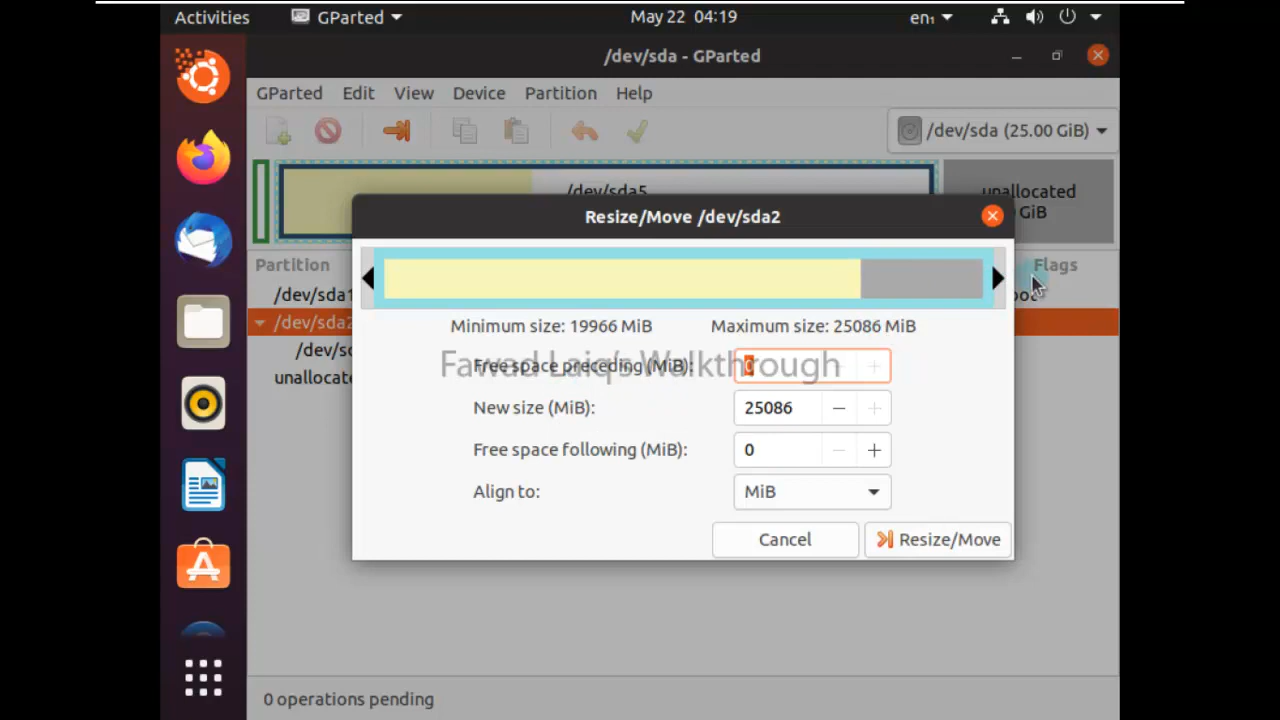 Activities GParted May 22 04:19 en₁
/dev/sda - GParted
GParted Edit View Device Partition Help
/dev/sda (25.00 GiB)
/dev/sda5
unallocated
GiB
Resize/Move /dev/sda2
Partition Flags
/dev/sda1
/dev/sda2
unallocate
Minimum size: 19966 MiB Maximum size: 25086 MiB
Free space preceding (MiB): 0
Fawad Laiq's Walkthrough
New size (MiB): 25086
Free space following (MiB): 0
Align to: MiB
Cancel Resize/Move
0 operations pending